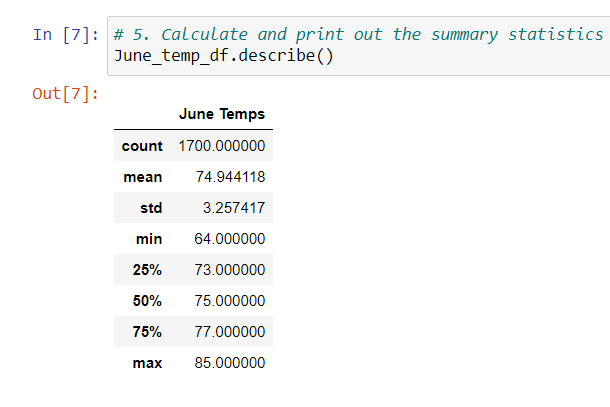 In [7]: # 5. Calculate and print out the summary statistics
June_temp_df.describe()
Out[7]:
June Temps
count 1700.000000
mean 74.944118
std 3.257417
min 64.000000
25% 73.000000
50% 75.000000
75% 77.000000
max 85.000000